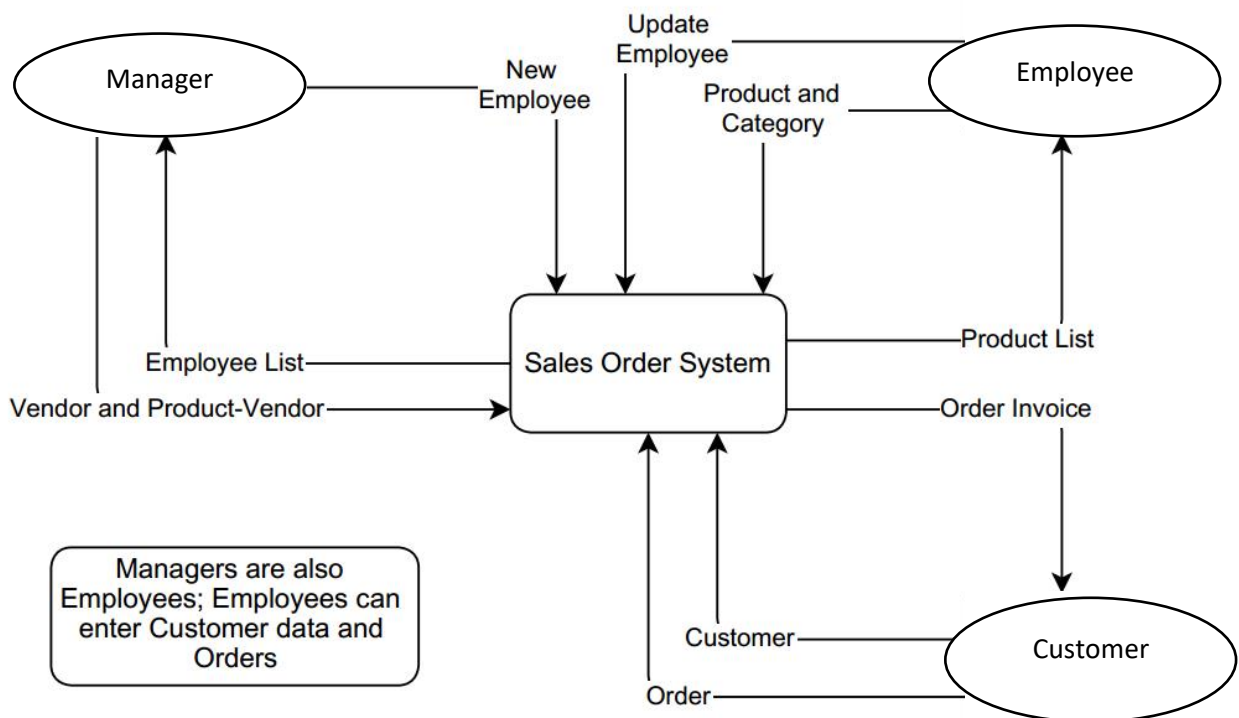 Update
Employee
Manager
New
Employee
Employee
Product and
Category
Product List
Employee List
Sales Order System
Vendor and Product-Vendor
Order Invoice
Managers are also
Employees; Employees can
enter Customer data and
Orders
Customer
Customer
Order